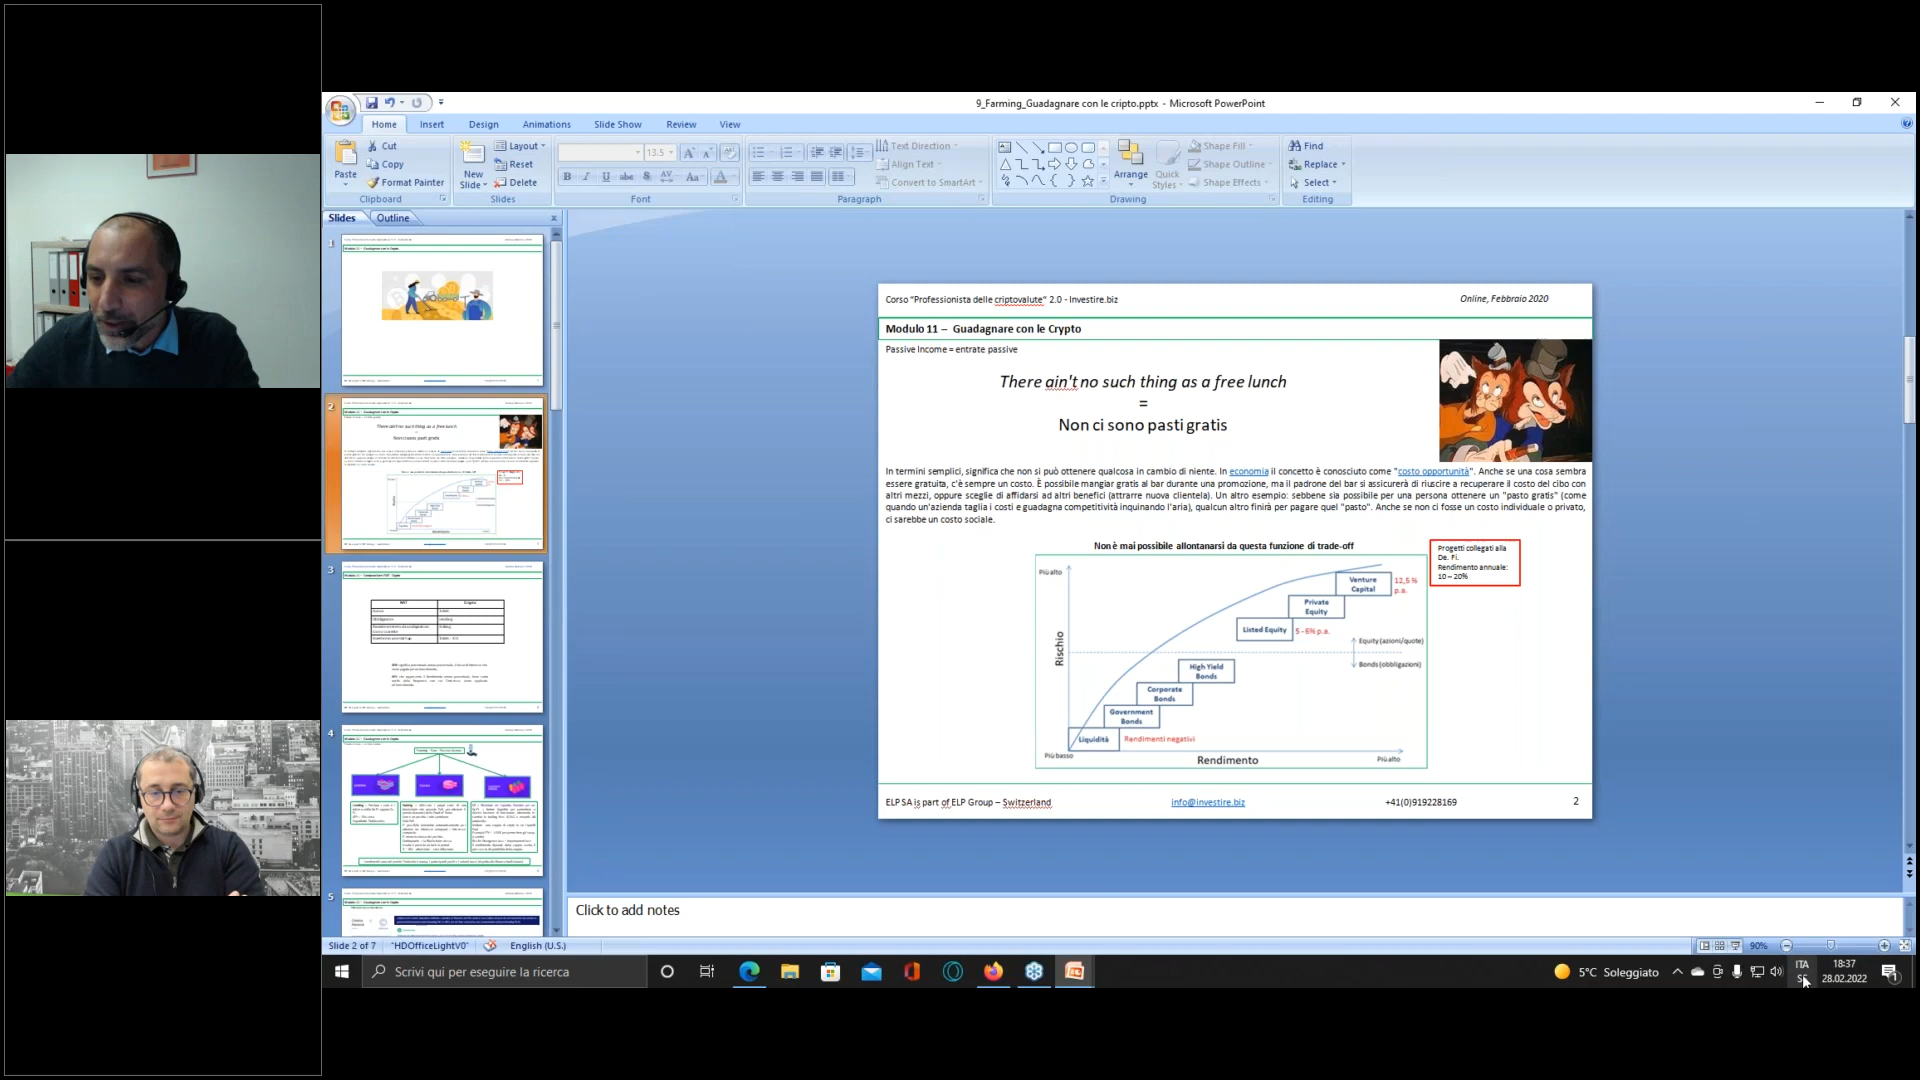 9_Farming_Guadagnare con le cripto.pptx - Microsoft PowerPoint
Home Insert Design Animations Slide Show Review View
Paste
Cut
Copy
Format Painter
Clipboard
New Slide
Layout
Reset
Delete
Slides
13.5
Font
Text Direction
Align Text
Convert to SmartArt
Paragraph
Arrange
Quick Styles
Shape Fill
Shape Outline
Shape Effects
Drawing
Find
Replace
Select
Editing
Slides Outline
1
2
3
4
5
Corso "Professionista delle criptovalute" 2.0 - Investire.biz
Online, Febbraio 2020
Modulo 11 – Guadagnare con le Crypto
Passive Income = entrate passive
There ain't no such thing as a free lunch
=
Non ci sono pasti gratis
In termini semplici, significa che non si può ottenere qualcosa in cambio di niente. In economia il concetto è conosciuto come "costo opportunità". Anche se una cosa sembra
essere gratuita, c'è sempre un costo. È possibile mangiar gratis al bar durante una promozione, ma il padrone del bar si assicurerà di riuscire a recuperare il costo del cibo con
altri mezzi, oppure sceglie di affidarsi ad altri benefici (attrarre nuova clientela). Un altro esempio: sebbene sia possibile per una persona ottenere un "pasto gratis" (come
quando un'azienda taglia i costi e guadagna competitività inquinando l'aria), qualcun altro finirà per pagare quel "pasto". Anche se non ci fosse un costo individuale o privato,
ci sarebbe un costo sociale.
Non è mai possibile allontanarsi da questa funzione di trade-off
Progetti collegati alla
De. Fi.
Rendimento annuale:
10 – 20%
Più alto
Venture Capital
12,5 % p.a.
Private Equity
Listed Equity
5 - 6% p.a.
Rischio
Equity (azioni/quote)
Bonds (obbligazioni)
High Yield Bonds
Corporate Bonds
Government Bonds
Liquidità
Rendimenti negativi
Più basso
Rendimento
Più alto
ELP SA is part of ELP Group – Switzerland
info@investire.biz
+41(0)919228169
2
Click to add notes
Slide 2 of 7
"HDOfficeLightV0"
English (U.S.)
90%
Scrivi qui per eseguire la ricerca
5°C Soleggiato
ITA
18:37
28.02.2022
1